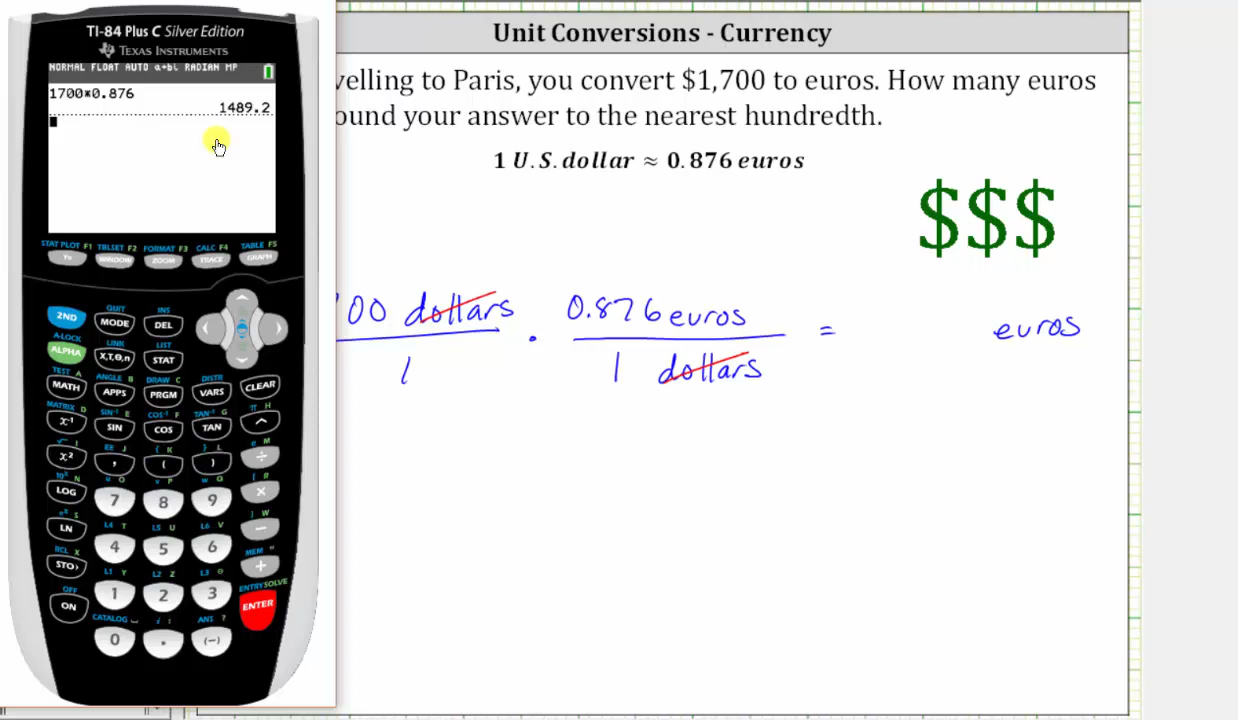 TI-84 Plus C Silver Edition
TEXAS INSTRUMENTS
NORMAL FLOAT AUTO a+bi RADIAN MP
1700*0.876
1489.2
STAT PLOT F1 TBLSET F2 FORMAT F3 CALC F4 TABLE F5
Y= WINDOW ZOOM TRACE GRAPH
QUIT INS
2ND MODE DEL
A-LOCK LINK LIST
ALPHA X,T,Θ,n STAT
TEST A ANGLE B DRAW C DISTR
MATH APPS PRGM VARS CLEAR
MATRIX D SIN⁻¹ E COS⁻¹ F TAN⁻¹ G π H
x⁻¹ SIN COS TAN ^
√ I EE J { K } L e M
x² , ( ) ÷
10ˣ N u O v P w Q [ R
LOG 7 8 9 ×
eˣ S L4 T L5 U L6 V ] W
LN 4 5 6 −
RCL X L1 Y L2 Z L3 Θ MEM "
STO› 1 2 3 +
OFF CATALOG ⎵ i : ANS ? ENTRY SOLVE
ON 0 . (−) ENTER
Unit Conversions - Currency
velling to Paris, you convert $1,700 to euros. How many euros
ound your answer to the nearest hundredth.
1 U.S. dollar ≈ 0.876 euros
$$$
00 dollars 0.876 euros
· = euros
1 1 dollars